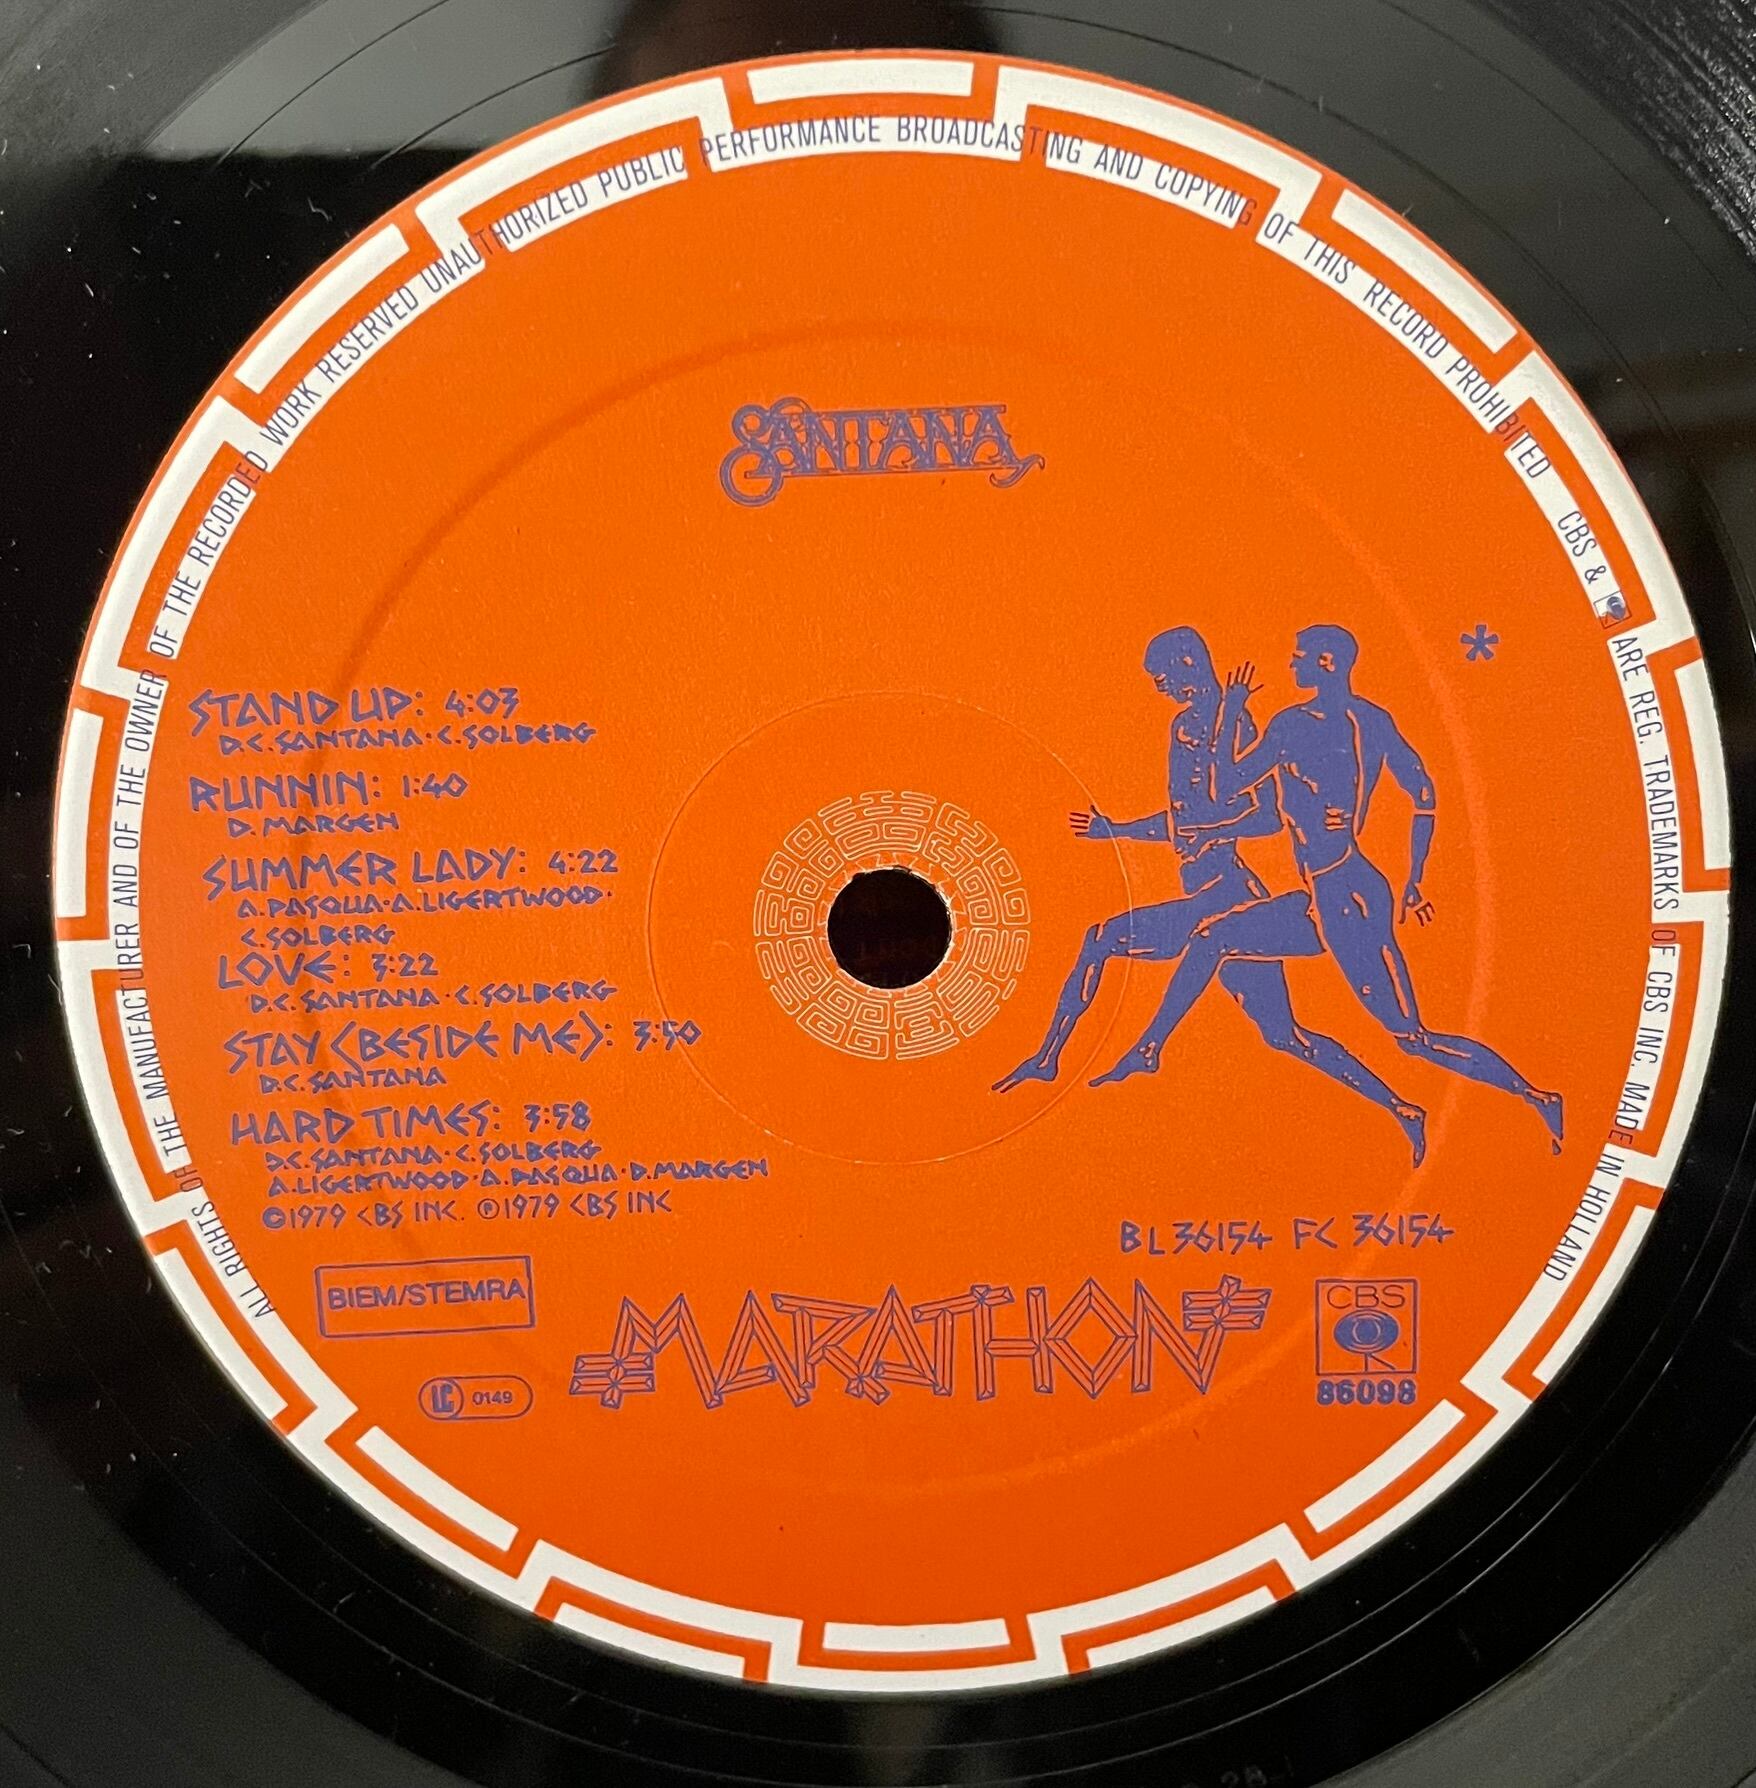 ALL RIGHTS OF THE MANUFACTURER AND OF THE OWNER OF THE RECORDED WORK RESERVED UNAUTHORIZED PUBLIC PERFORMANCE BROADCASTING AND COPYING OF THIS RECORD PROHIBITED CBS & ARE REG. TRADEMARKS OF CBS INC. MADE IN HOLLAND
SANTANA
*
STAND UP: 4:03
D.C. SANTANA · C. SOLBERG
RUNNIN: 1:40
D. MARGEN
SUMMER LADY: 4:22
A. PASQUA · A. LIGERTWOOD ·
C. SOLBERG
LOVE: 3:22
D.C. SANTANA · C. SOLBERG
STAY (BESIDE ME): 3:50
D.C. SANTANA
HARD TIMES: 3:58
D.C. SANTANA · C. SOLBERG
A. LIGERTWOOD · A. PASQUA · D. MARGEN
©1979 CBS INC. ℗1979 CBS INC
BL 36154 FC 36154
BIEM/STEMRA
MARATHON
CBS
86098
LC 0149